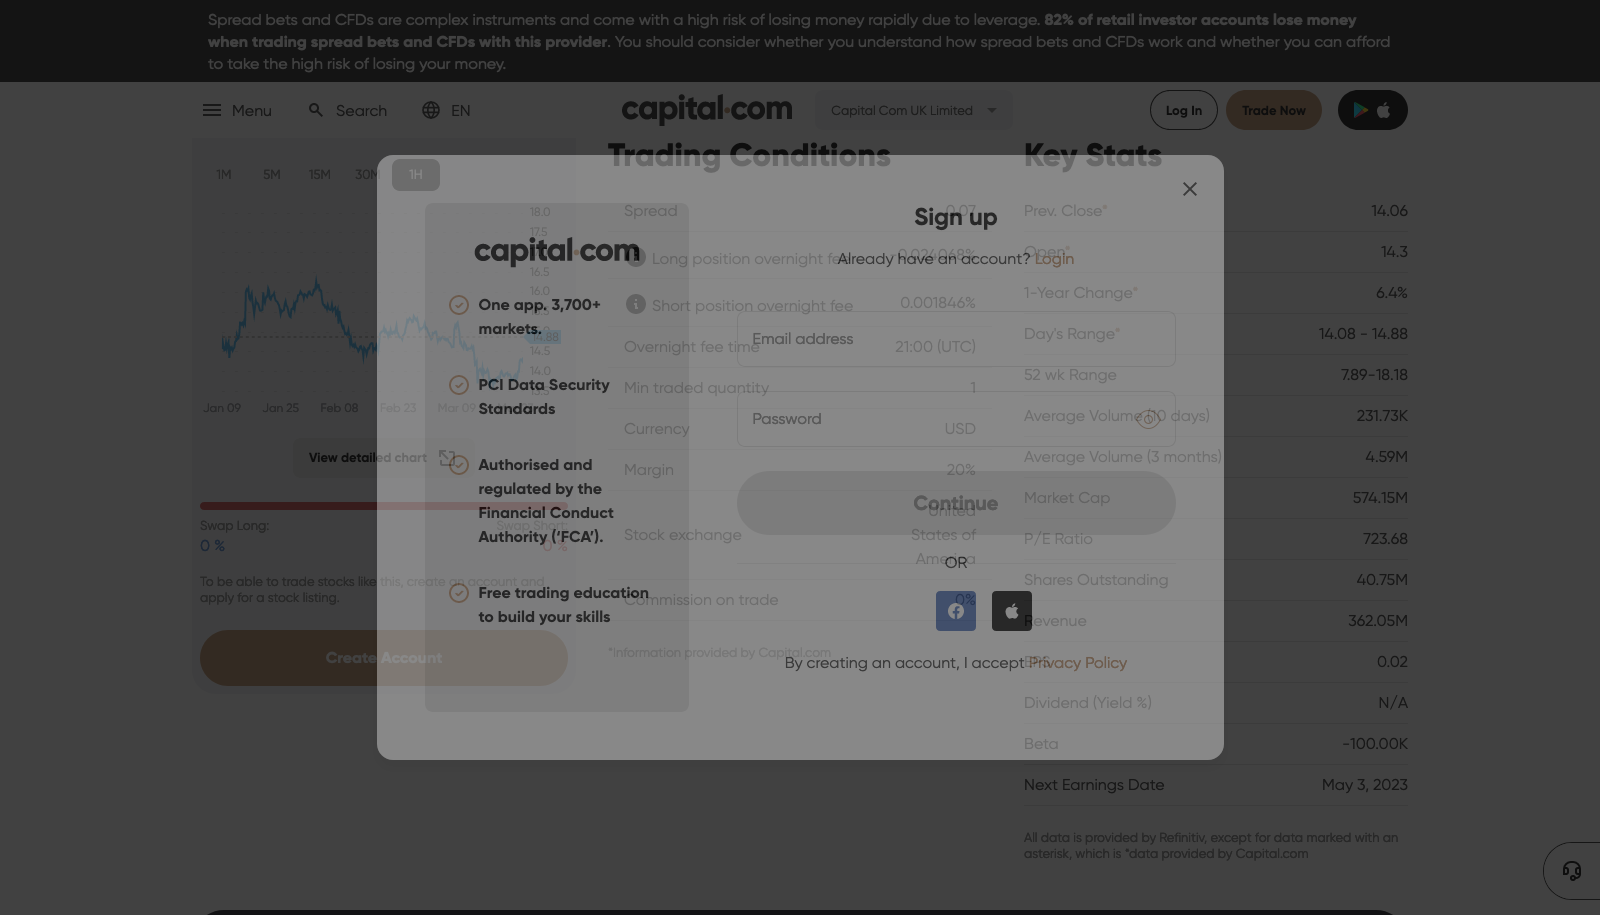 Spread bets and CFDs are complex instruments and come with a high risk of losing money rapidly due to leverage. 82% of retail investor accounts lose money
when trading spread bets and CFDs with this provider. You should consider whether you understand how spread bets and CFDs work and whether you can afford
to take the high risk of losing your money.
Menu
Search
EN
capital.com
Capital Com UK Limited
Log In
Trade Now
1M 5M 15M 30M 1H
18.0
17.5
16.5
16.0
14.88
14.5
14.0
13.5
Jan 09 Jan 25 Feb 08 Feb 23 Mar 09
View detailed chart
Swap Long:
0 %
Swap Short:
0 %
To be able to trade stocks like this, create an account and
apply for a stock listing.
Create Account
Trading Conditions
Spread 0.07
Long position overnight fee -0.024068%
Short position overnight fee 0.001846%
Overnight fee time 21:00 (UTC)
Min traded quantity 1
Currency USD
Margin 20%
Stock exchange United
States of
America
Commission on trade 0%
*Information provided by Capital.com
Key Stats
Prev. Close* 14.06
Open* 14.3
1-Year Change* 6.4%
Day's Range* 14.08 - 14.88
52 wk Range 7.89-18.18
Average Volume (10 days) 231.73K
Average Volume (3 months) 4.59M
Market Cap 574.15M
P/E Ratio 723.68
Shares Outstanding 40.75M
Revenue 362.05M
EPS 0.02
Dividend (Yield %) N/A
Beta -100.00K
Next Earnings Date May 3, 2023
All data is provided by Refinitiv, except for data marked with an
asterisk, which is *data provided by Capital.com
capital.com
One app. 3,700+
markets.
PCI Data Security
Standards
Authorised and
regulated by the
Financial Conduct
Authority (‘FCA’).
Free trading education
to build your skills
Sign up
Already have an account? Login
Email address
Password
Continue
OR
By creating an account, I accept Privacy Policy